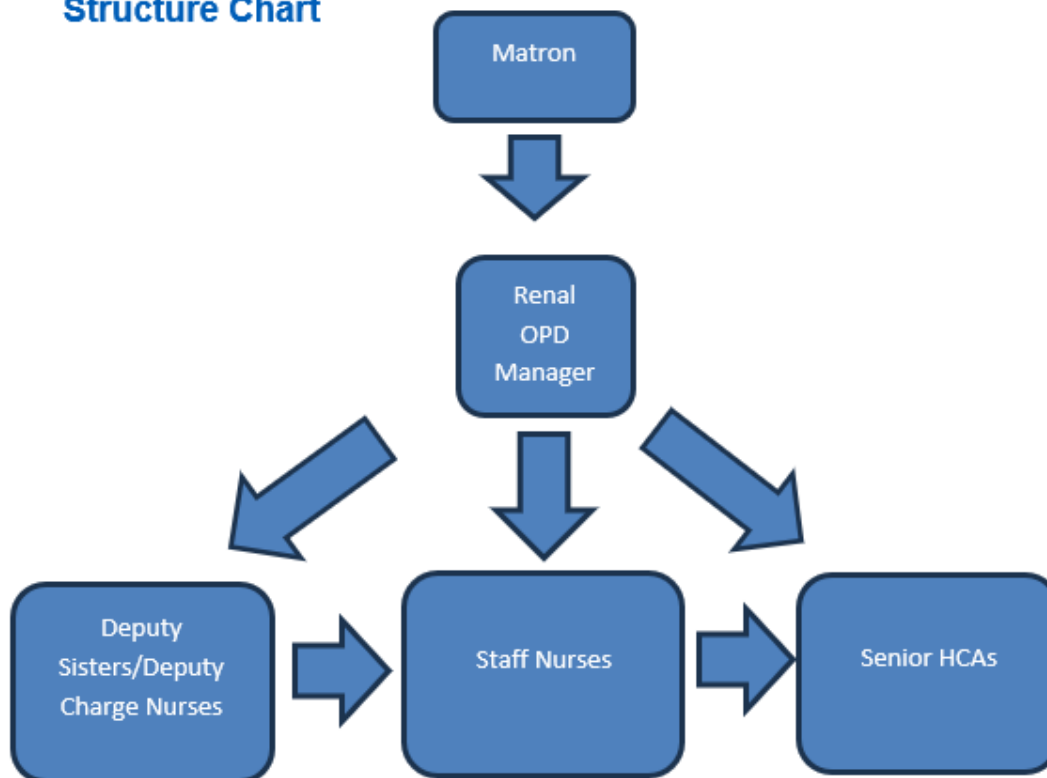 Structure Chart
Matron
Renal
OPD
Manager
Deputy
Sisters/Deputy
Charge Nurses
Staff Nurses
Senior HCAs